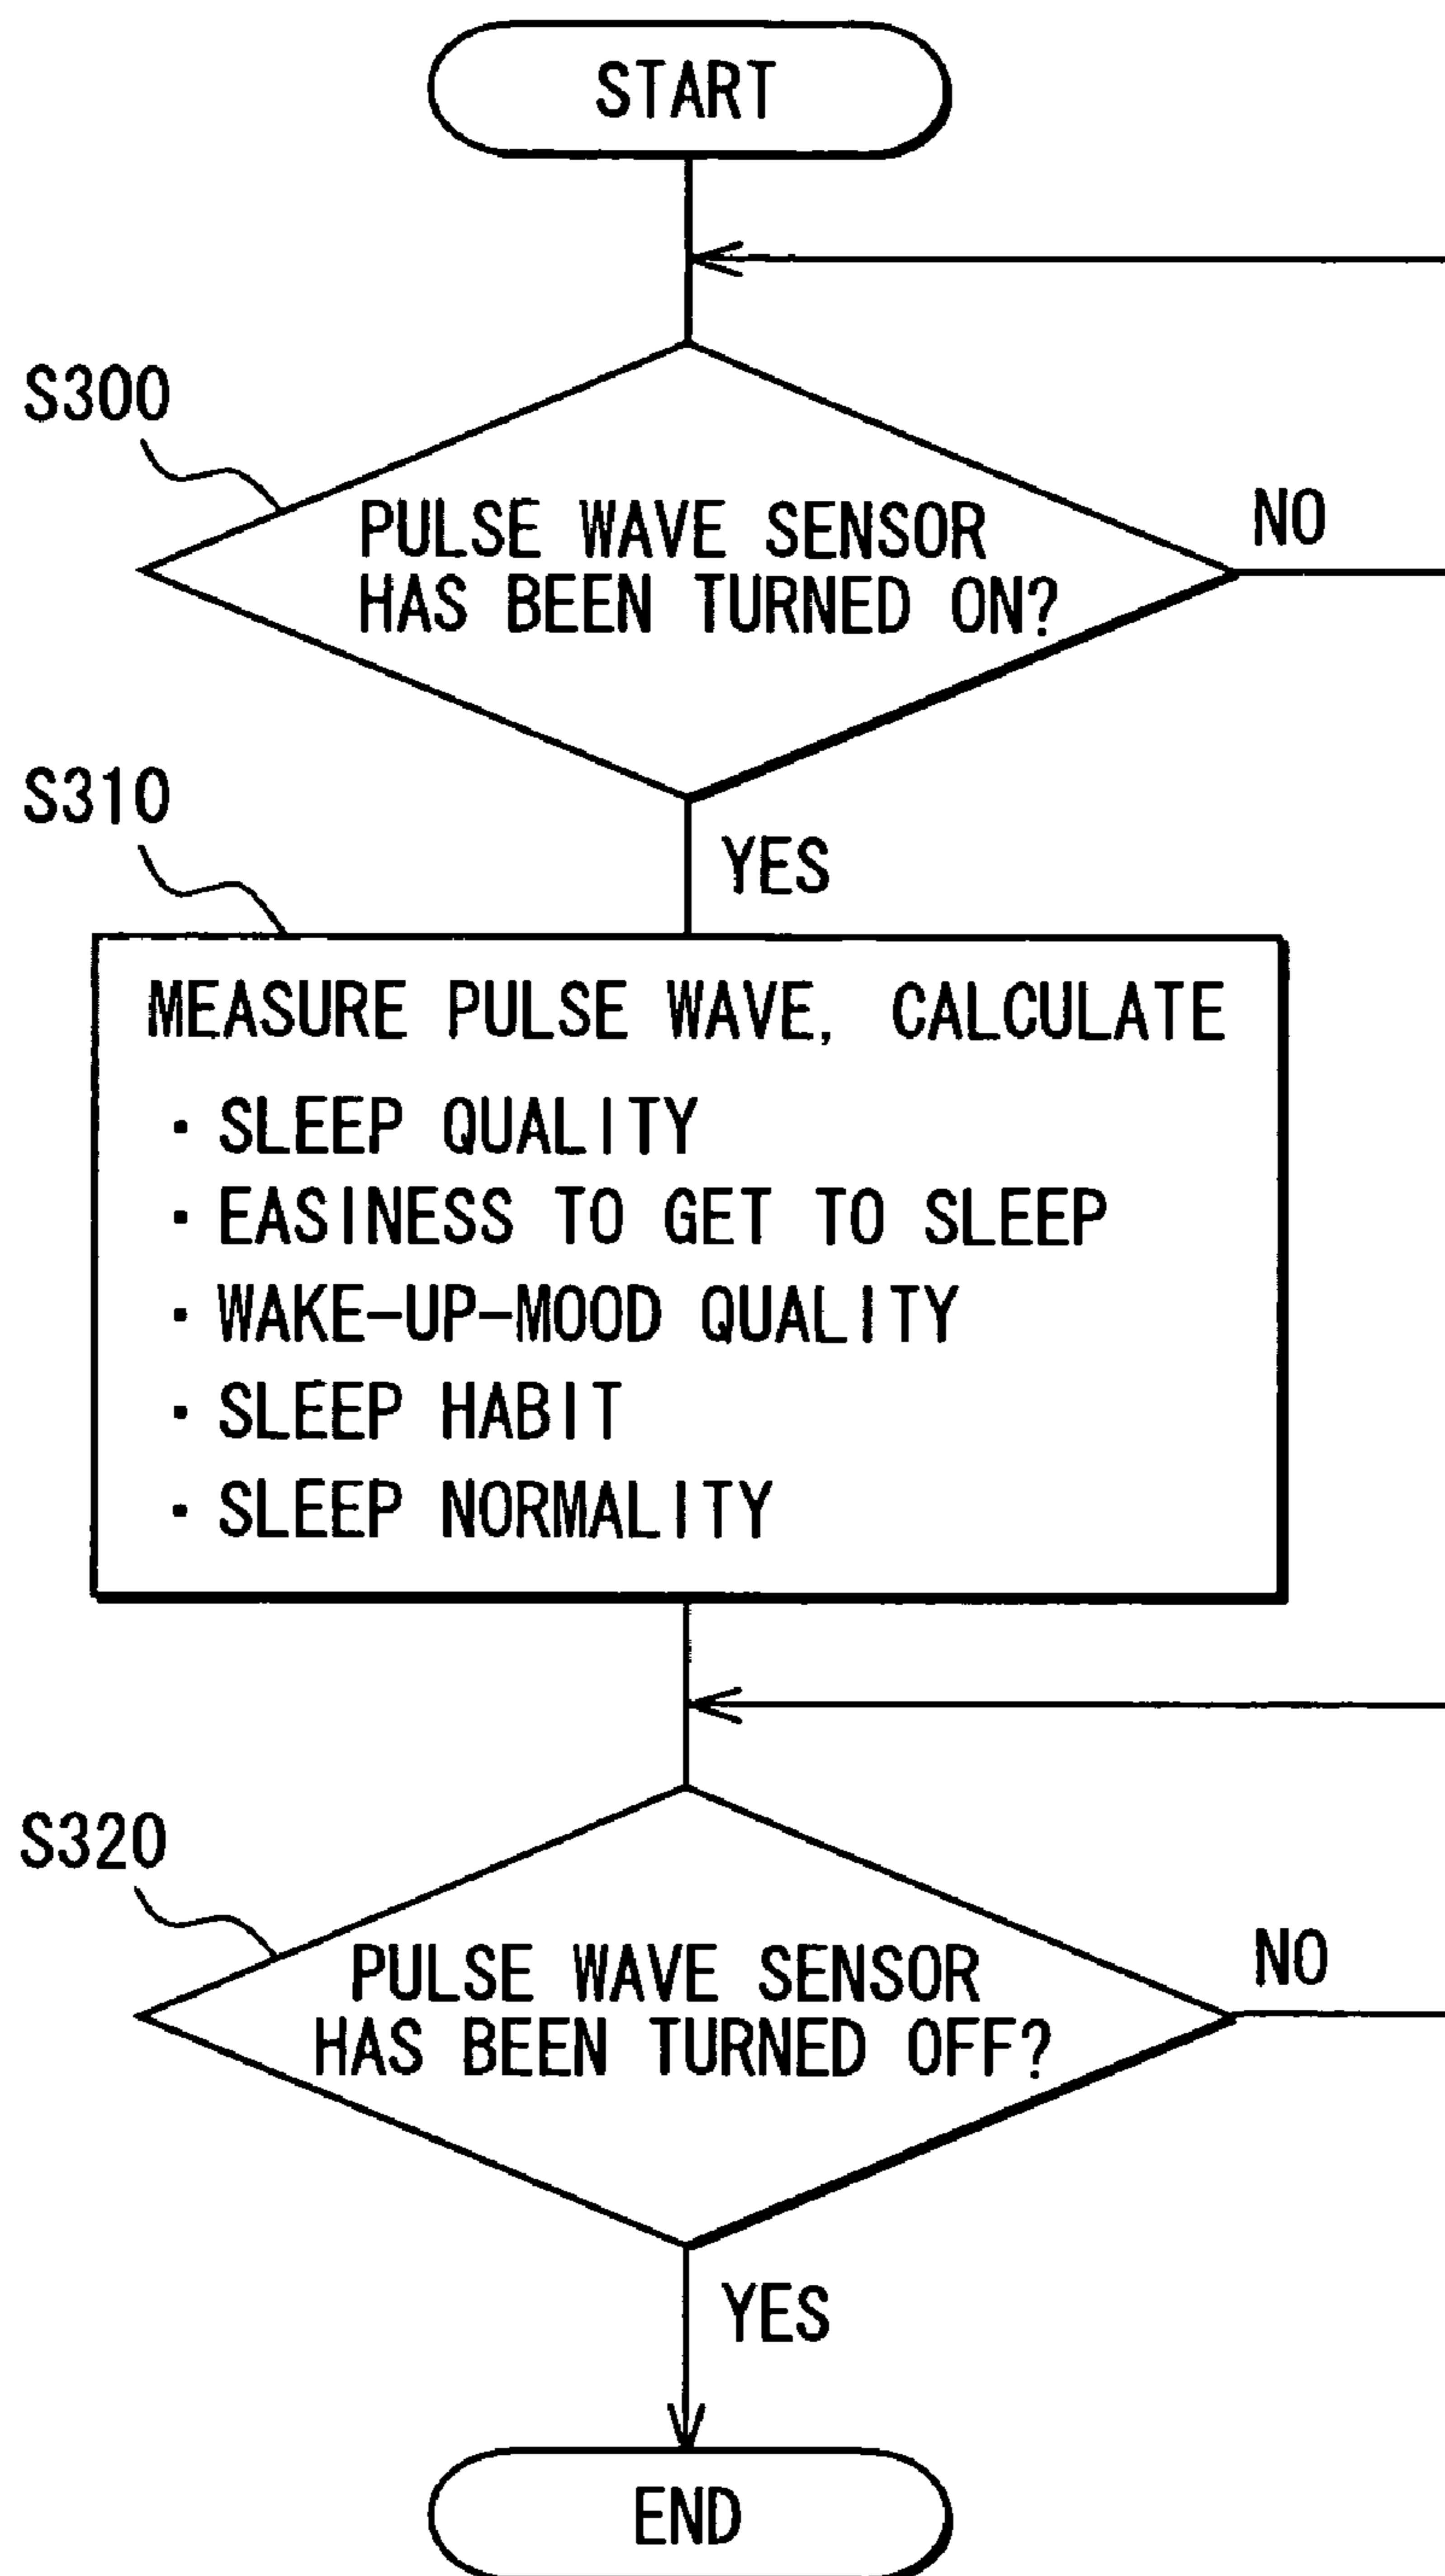 START
S300
PULSE WAVE SENSOR
HAS BEEN TURNED ON?
NO
S310
YES
MEASURE PULSE WAVE, CALCULATE
· SLEEP QUALITY
· EASINESS TO GET TO SLEEP
· WAKE-UP-MOOD QUALITY
· SLEEP HABIT
· SLEEP NORMALITY
S320
PULSE WAVE SENSOR
HAS BEEN TURNED OFF?
NO
YES
END